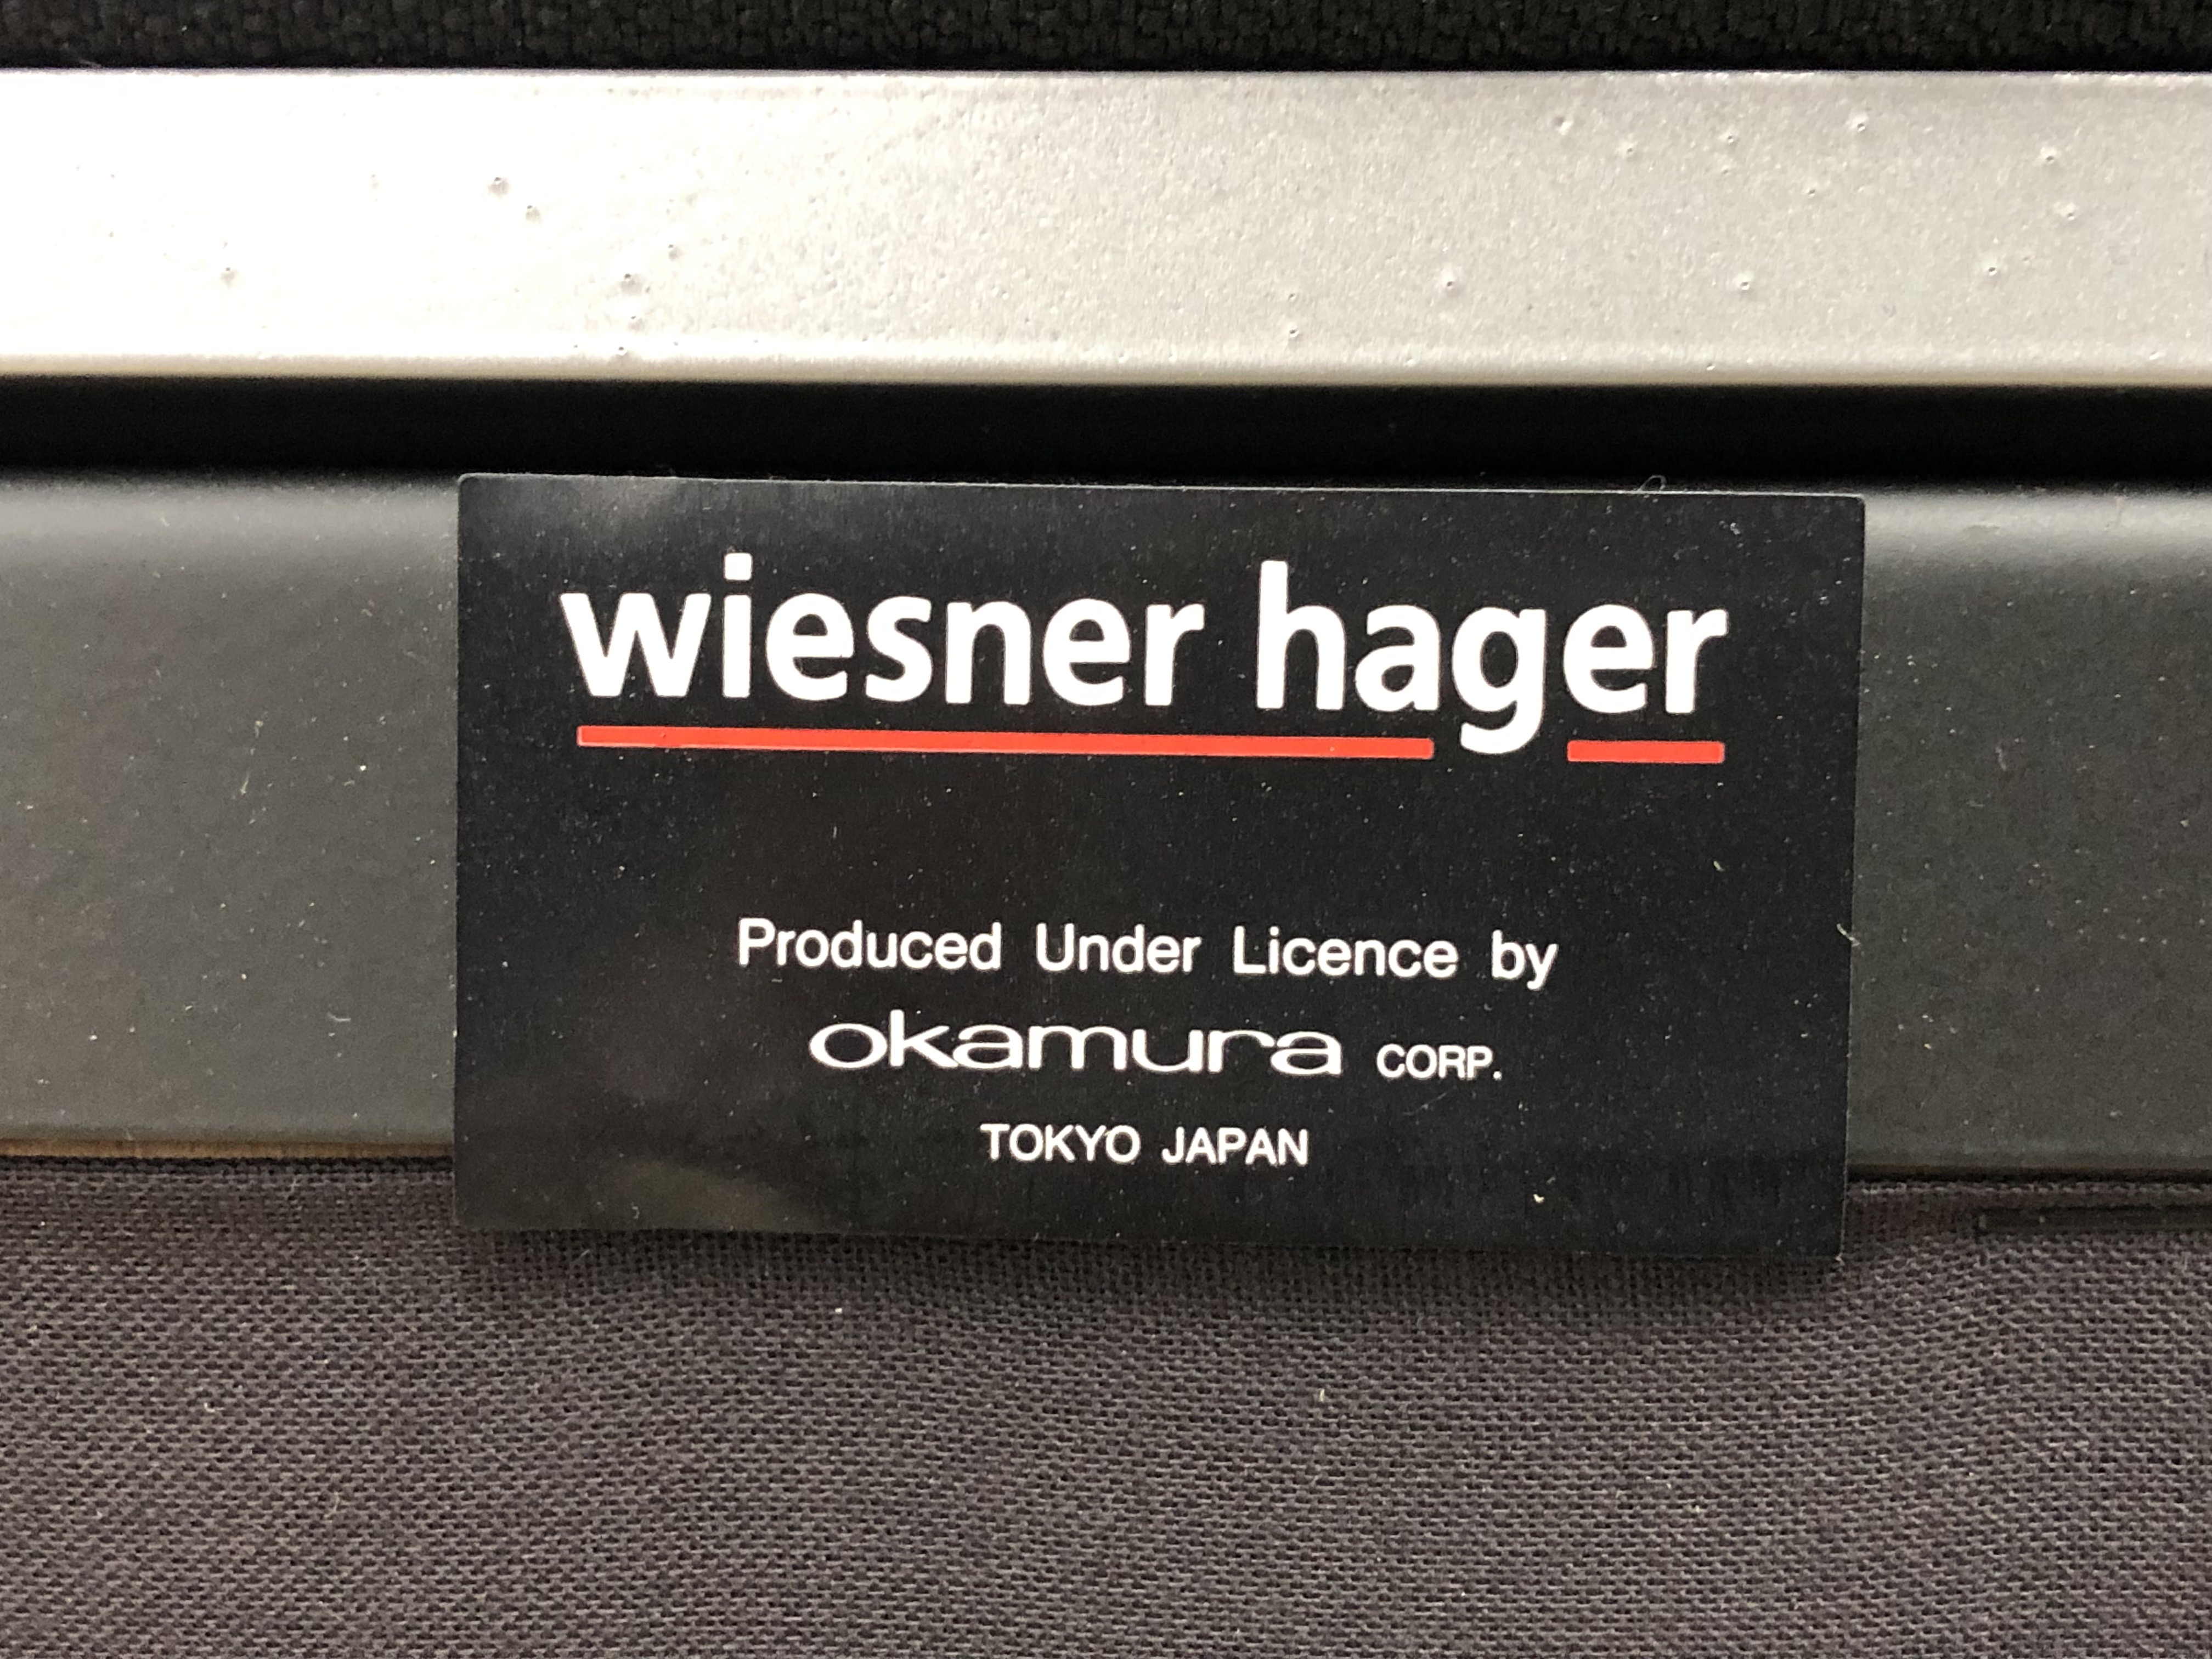 wiesner hager
Produced Under Licence by
okamura CORP.
TOKYO JAPAN